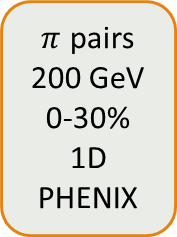 π pairs
200 GeV
0-30%
1D
PHENIX